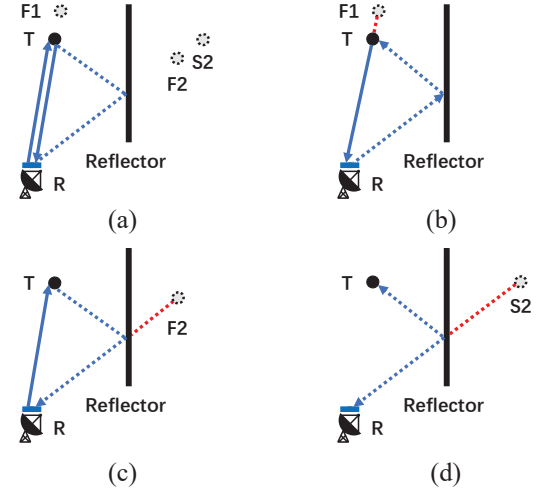 F1
T
S2
F2
Reflector
R
(a)
F1
T
Reflector
R
(b)
T
F2
Reflector
R
(c)
T
S2
Reflector
R
(d)